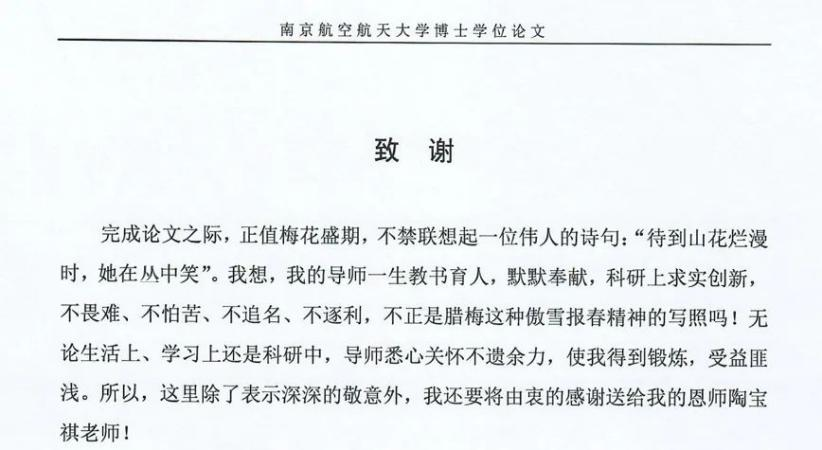 南京航空航天大学博士学位论文
致 谢
完成论文之际，正值梅花盛期，不禁联想起一位伟人的诗句：“待到山花烂漫
时，她在丛中笑”。我想，我的导师一生教书育人，默默奉献，科研上求实创新，
不畏难、不怕苦、不追名、不逐利，不正是腊梅这种傲雪报春精神的写照吗！无
论生活上、学习上还是科研中，导师悉心关怀不遗余力，使我得到锻炼，受益匪
浅。所以，这里除了表示深深的敬意外，我还要将由衷的感谢送给我的恩师陶宝
祺老师！